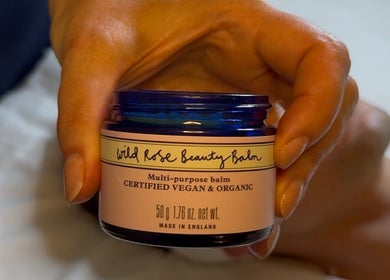 Wild Rose Beauty Balm
Multi-purpose balm
CERTIFIED VEGAN & ORGANIC
50 g 1.76 oz. net wt.
MADE IN ENGLAND